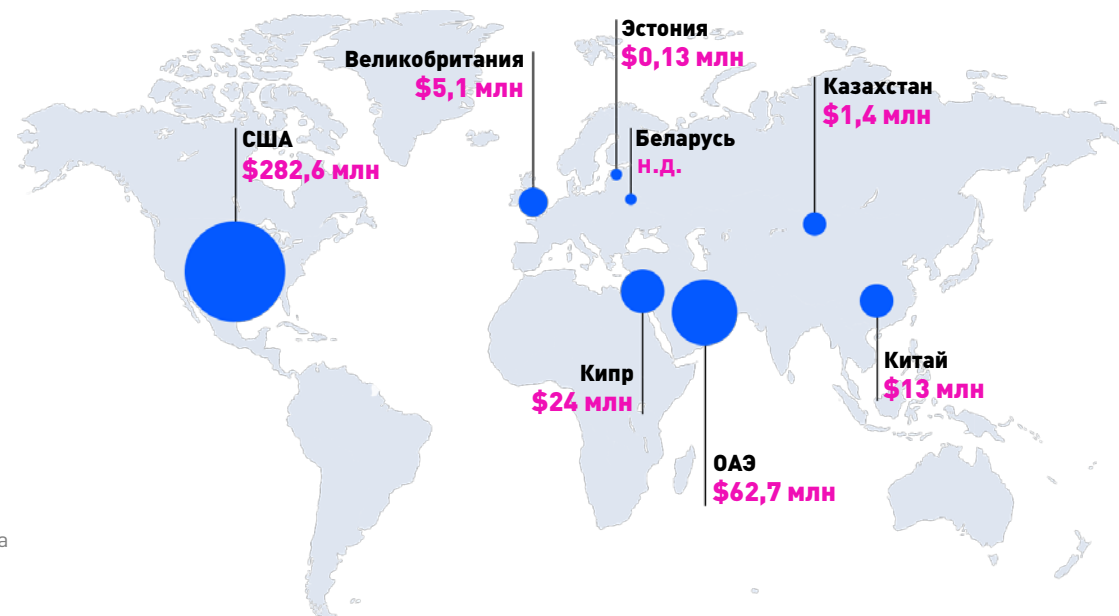 Эстония
$0,13 млн
Великобритания
$5,1 млн
Казахстан
$1,4 млн
США
$282,6 млн
Беларусь
н.д.
Кипр
$24 млн
Китай
$13 млн
ОАЭ
$62,7 млн
а